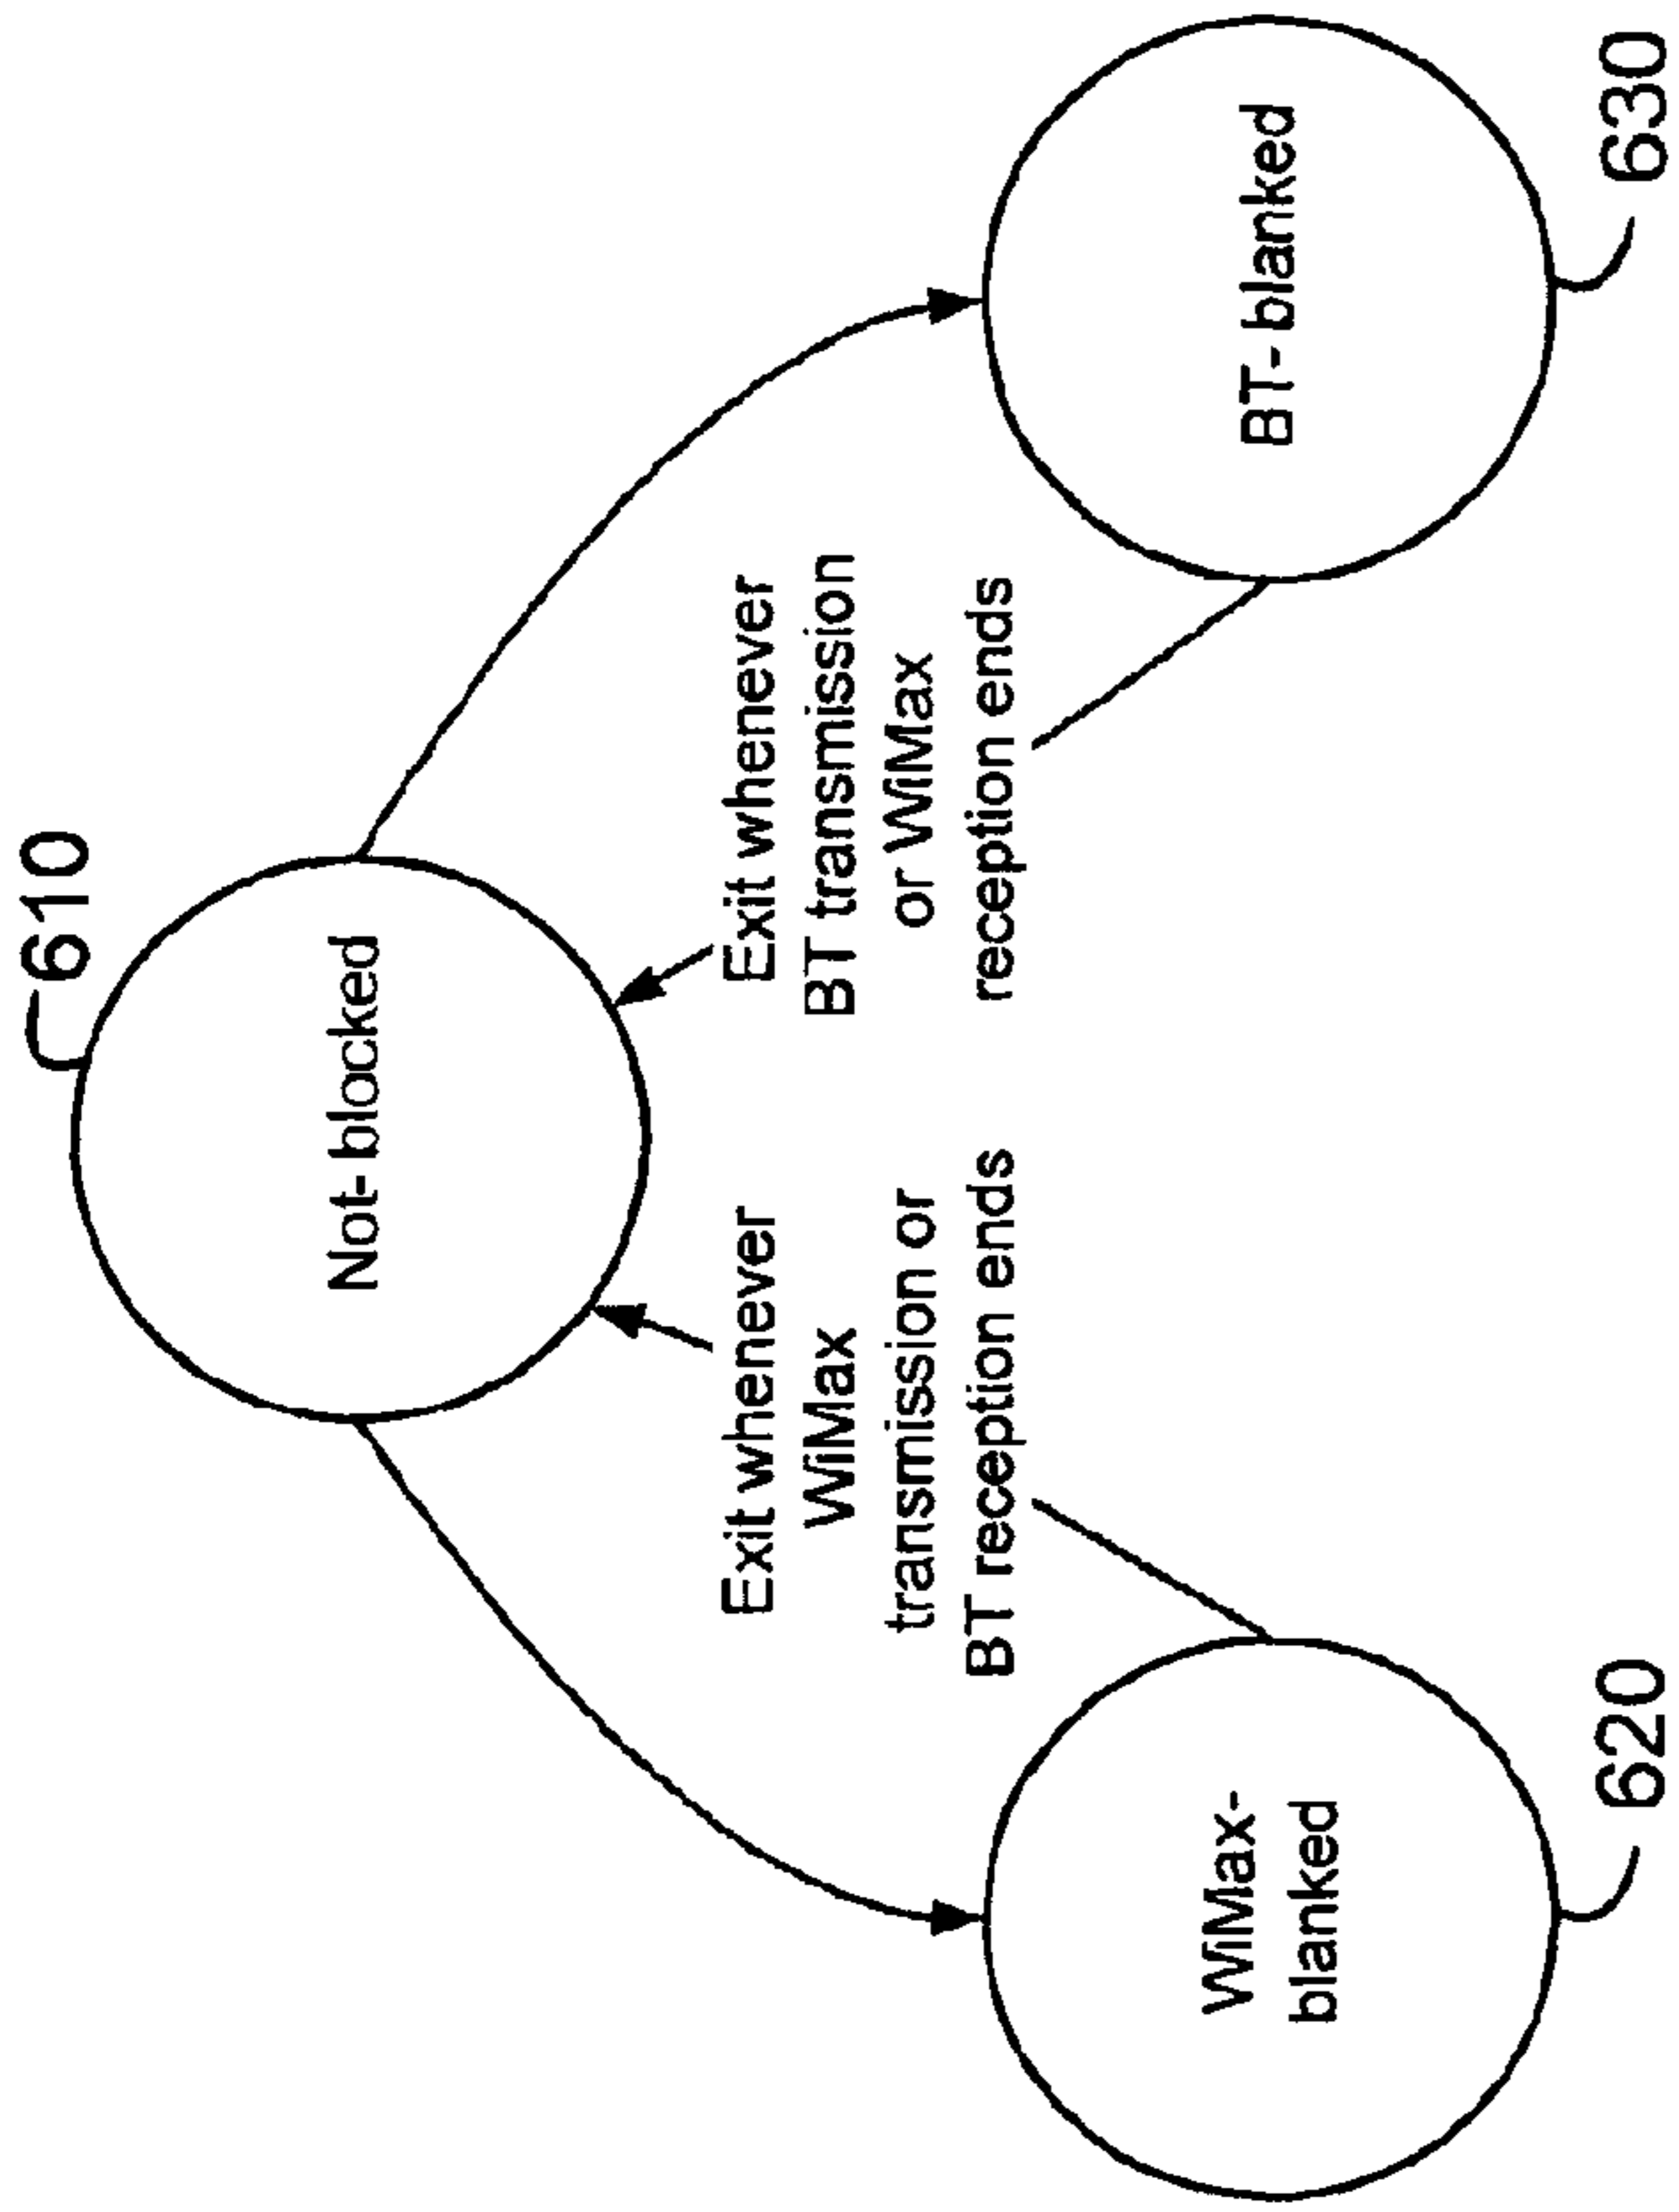 610
Not-blocked
Exit whenever
WiMax
transmission or
BT reception ends
Exit whenever
BT transmission
or WiMax
reception ends
WiMax-
blanked
620
BT-blanked
630